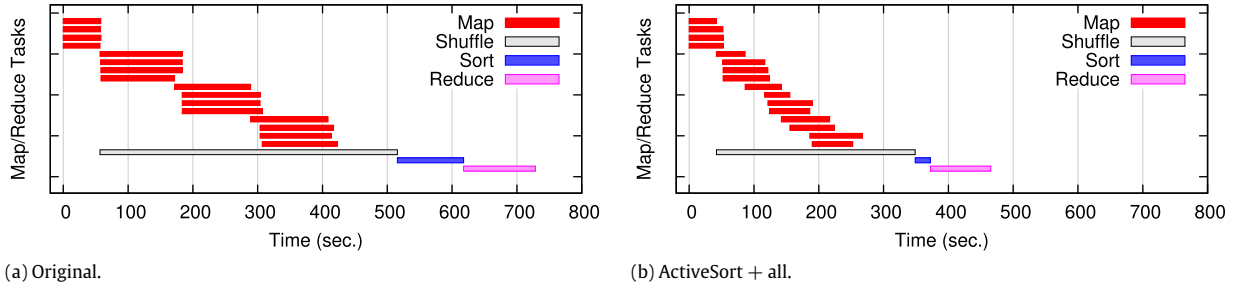 Map/Reduce Tasks
Map
Shuffle
Sort
Reduce
0 100 200 300 400 500 600 700 800
Time (sec.)
(a) Original.
Map/Reduce Tasks
Map
Shuffle
Sort
Reduce
0 100 200 300 400 500 600 700 800
Time (sec.)
(b) ActiveSort + all.